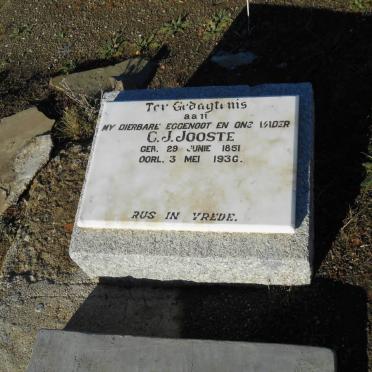 Ter Gedagtenis
aan
MY DIERBARE EGGENOOT EN ONS VADER
C. J. JOOSTE
GEB. 29 JUNIE 1851
OORL. 3 MEI 1936.
RUS IN VREDE.